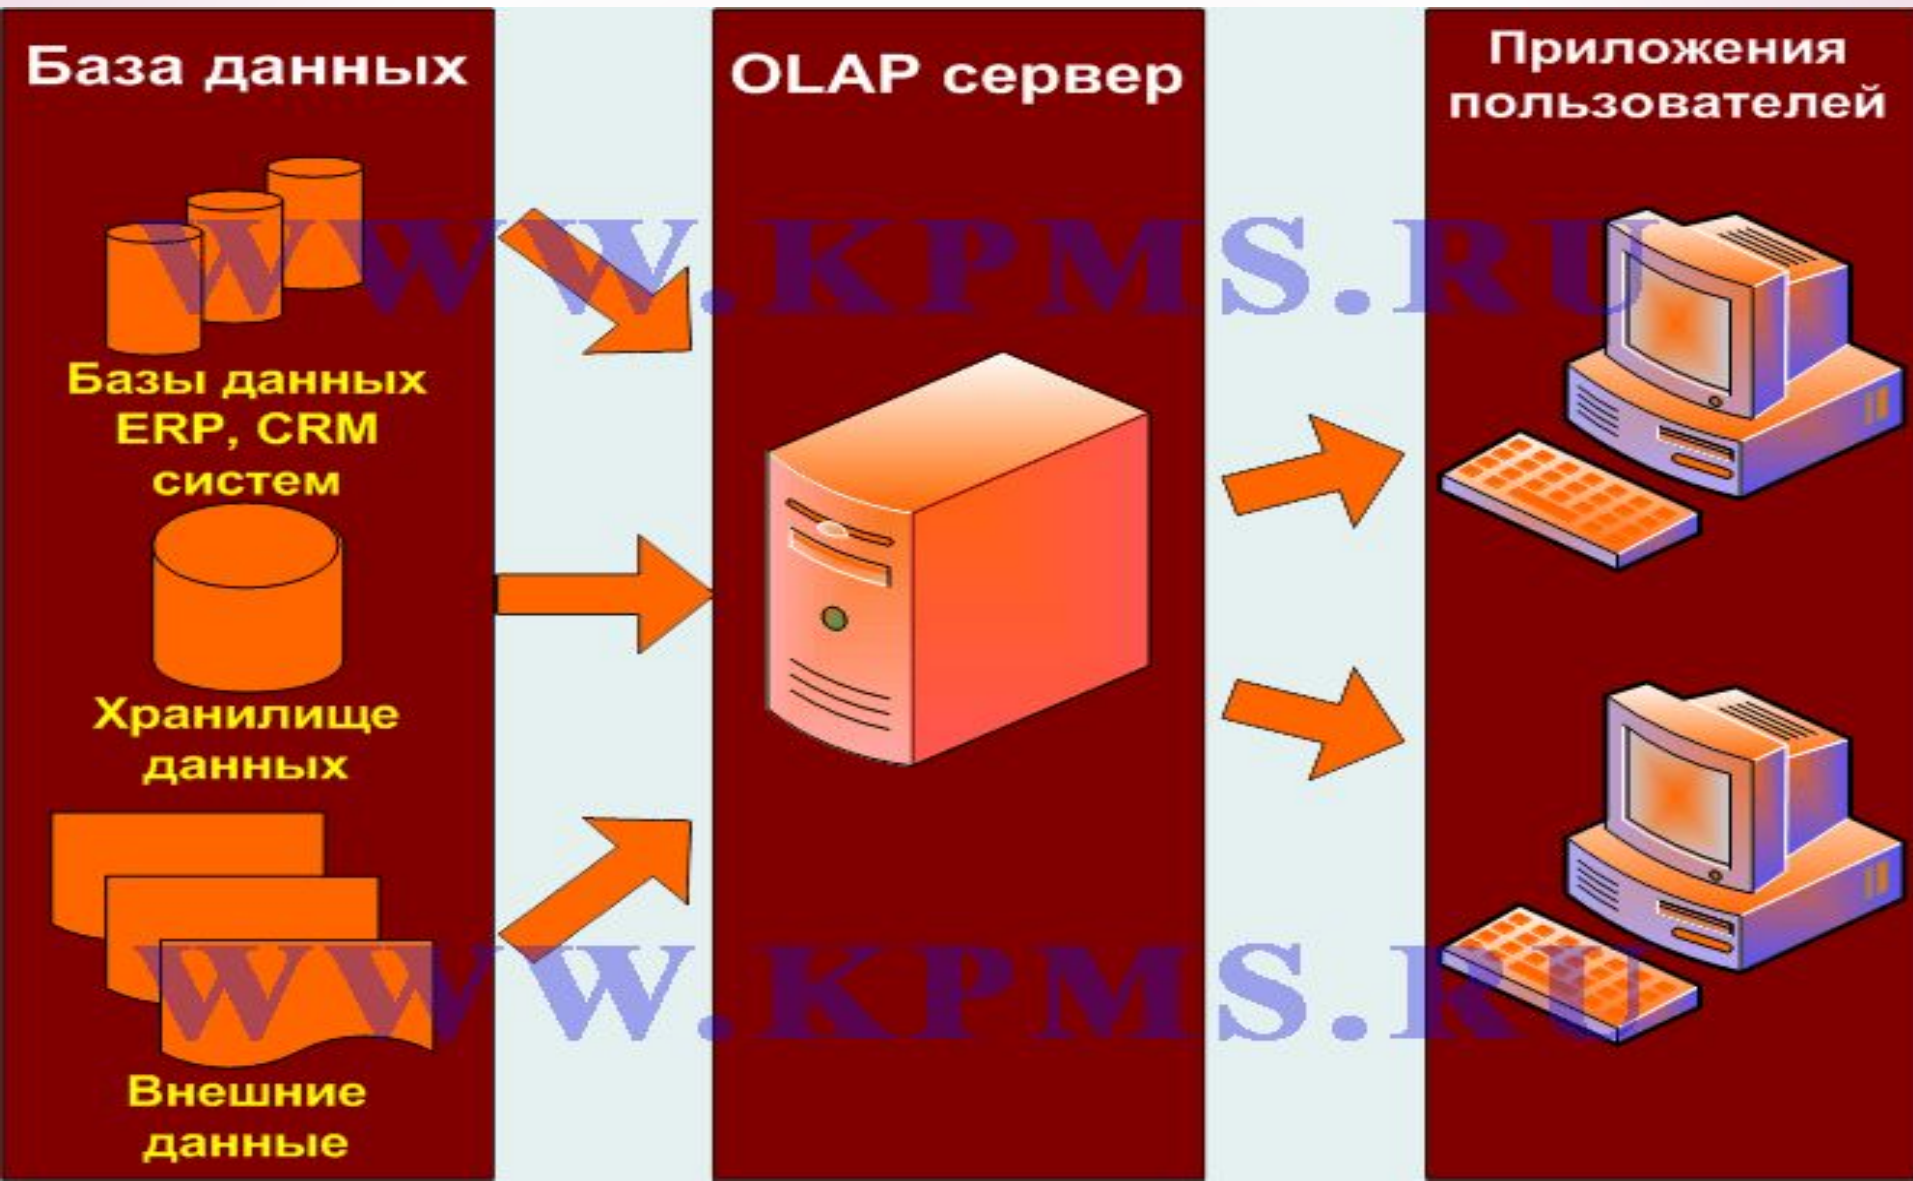 База данных
Базы данных
ERP, CRM
систем
Хранилище
данных
Внешние
данные
OLAP сервер
Приложения
пользователей
WWW.KPMS.RU
WWW.KPMS.RU